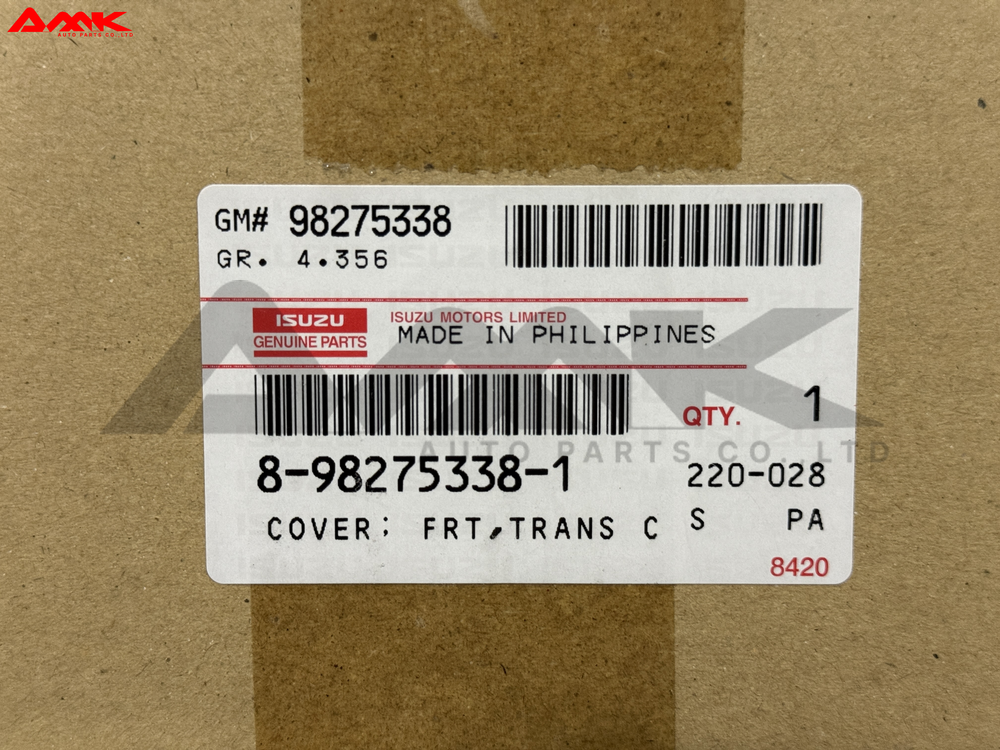 AMK
AUTO PARTS CO., LTD
GM# 98275338
GR. 4.356
ISUZU
GENUINE PARTS
ISUZU MOTORS LIMITED
MADE IN PHILIPPINES
QTY. 1
AMK
AUTO PARTS CO.,LTD
8-98275338-1
220-028
COVER; FRT,TRANS C
S PA
8420